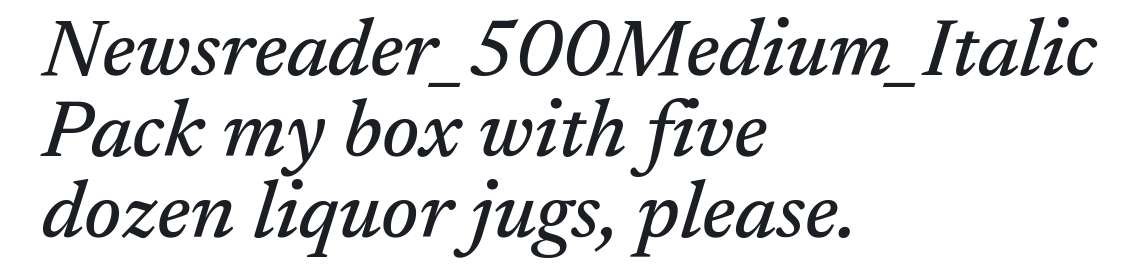 Newsreader_500Medium_Italic
Pack my box with five
dozen liquor jugs, please.